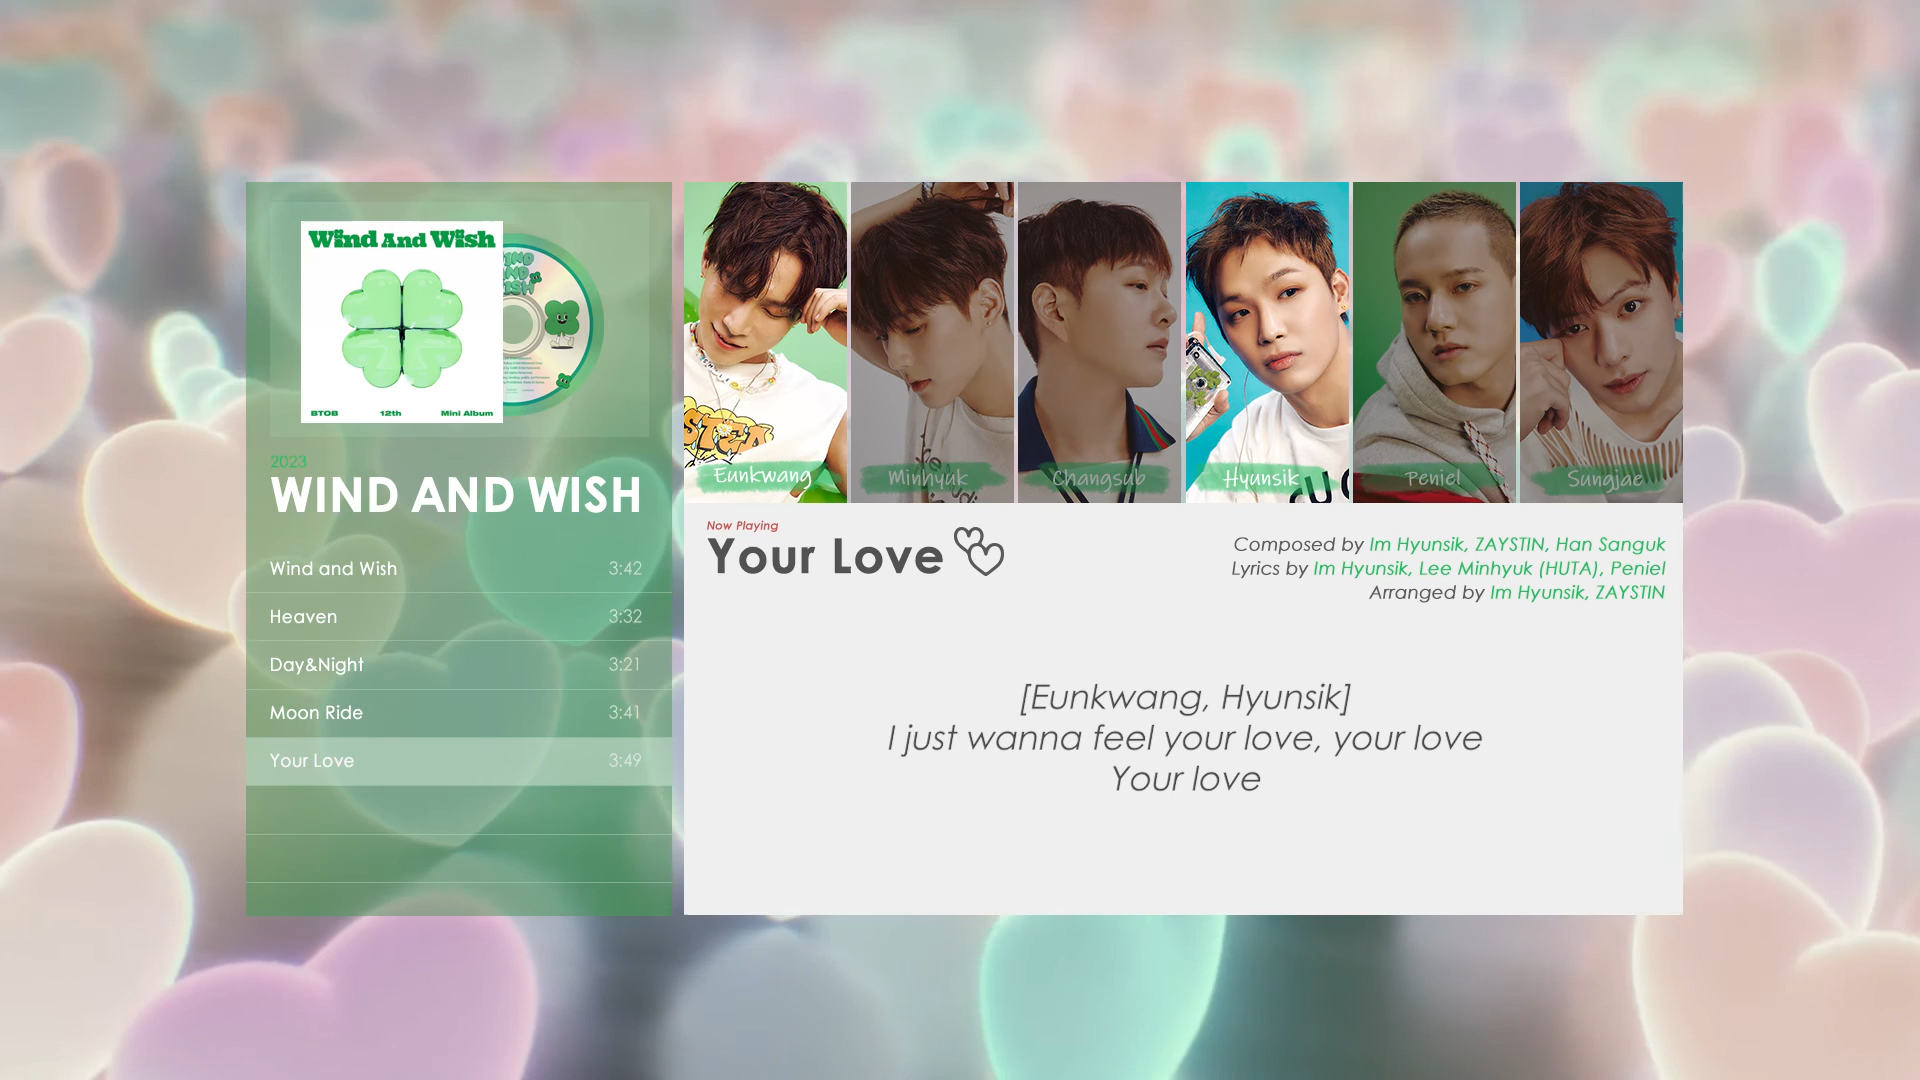 Wind And Wish
BTOB 12th Mini Album
2023
WIND AND WISH
Wind and Wish 3:42
Heaven 3:32
Day&Night 3:21
Moon Ride 3:41
Your Love 3:49
Eunkwang Minhyuk Changsub Hyunsik Peniel Sungjae
Now Playing
Your Love
Composed by Im Hyunsik, ZAYSTIN, Han Sanguk
Lyrics by Im Hyunsik, Lee Minhyuk (HUTA), Peniel
Arranged by Im Hyunsik, ZAYSTIN
[Eunkwang, Hyunsik]
I just wanna feel your love, your love
Your love